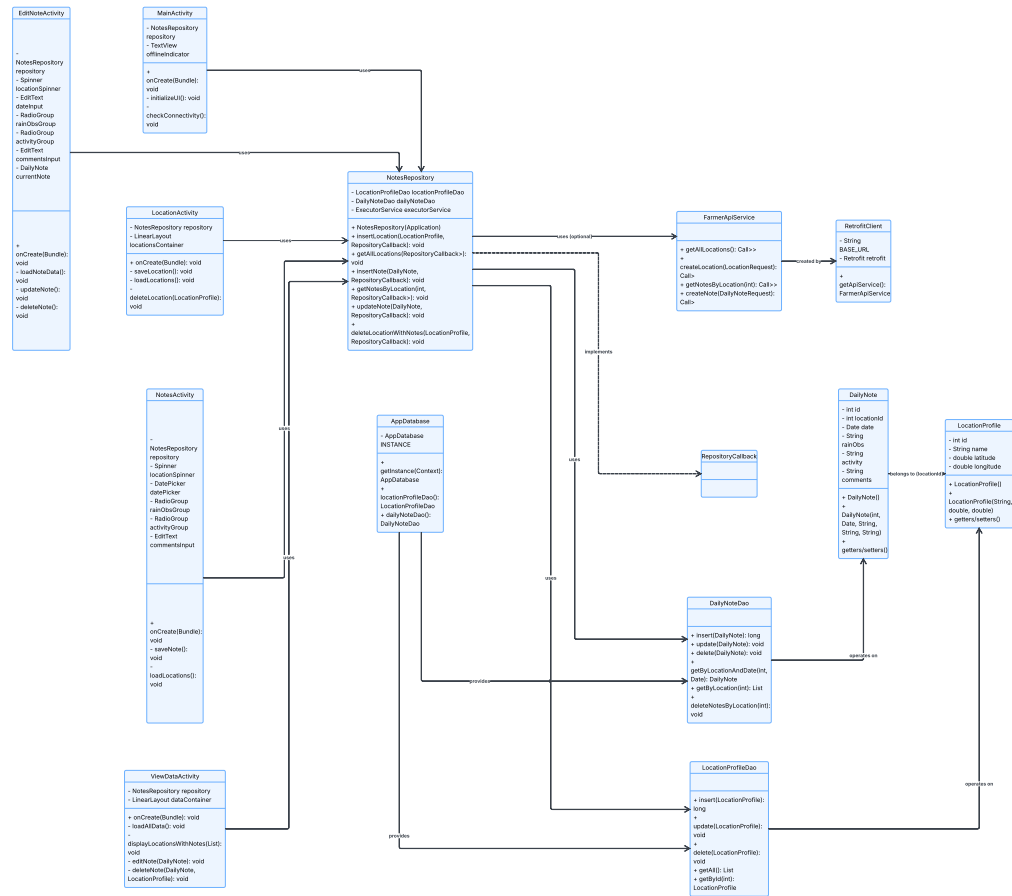 EditNoteActivity
-
NotesRepository
repository
- Spinner
locationSpinner
- EditText
dateInput
- RadioGroup
rainObsGroup
- RadioGroup
activityGroup
- EditText
commentsInput
- DailyNote
currentNote
+
onCreate(Bundle):
void
- loadNoteData():
void
- updateNote():
void
- deleteNote():
void
MainActivity
- NotesRepository
repository
- TextView
offlineIndicator
+
onCreate(Bundle):
void
- initializeUI(): void
-
checkConnectivity():
void
uses
uses
LocationActivity
- NotesRepository repository
- LinearLayout
locationsContainer
+ onCreate(Bundle): void
- saveLocation(): void
- loadLocations(): void
-
deleteLocation(LocationProfile):
void
uses
NotesRepository
- LocationProfileDao locationProfileDao
- DailyNoteDao dailyNoteDao
- ExecutorService executorService
+ NotesRepository(Application)
+ insertLocation(LocationProfile,
RepositoryCallback): void
+ getAllLocations(RepositoryCallback>):
void
+ insertNote(DailyNote,
RepositoryCallback): void
+ getNotesByLocation(int,
RepositoryCallback>): void
+ updateNote(DailyNote,
RepositoryCallback): void
+
deleteLocationWithNotes(LocationProfile,
RepositoryCallback): void
uses (optional)
FarmerApiService
+ getAllLocations(): Call>>
+
createLocation(LocationRequest):
Call>
+ getNotesByLocation(int): Call>>
+ createNote(DailyNoteRequest):
Call>
created by
RetrofitClient
- String
BASE_URL
- Retrofit retrofit
+
getApiService():
FarmerApiService
implements
NotesActivity
-
NotesRepository
repository
- Spinner
locationSpinner
- DatePicker
datePicker
- RadioGroup
rainObsGroup
- RadioGroup
activityGroup
- EditText
commentsInput
+
onCreate(Bundle):
void
- saveNote():
void
-
loadLocations():
void
uses
uses
AppDatabase
- AppDatabase
INSTANCE
+
getInstance(Context):
AppDatabase
+
locationProfileDao():
LocationProfileDao
+ dailyNoteDao():
DailyNoteDao
uses
uses
RepositoryCallback
DailyNote
- int id
- int locationId
- Date date
- String
rainObs
- String
activity
- String
comments
+ DailyNote()
+
DailyNote(int,
Date, String,
String, String)
+
getters/setters()
belongs to (locationId)
LocationProfile
- int id
- String name
- double latitude
- double longitude
+ LocationProfile()
+
LocationProfile(String,
double, double)
+ getters/setters()
DailyNoteDao
+ insert(DailyNote): long
+ update(DailyNote): void
+ delete(DailyNote): void
+
getByLocationAndDate(int,
Date): DailyNote
+ getByLocation(int): List
+
deleteNotesByLocation(int):
void
operates on
provides
ViewDataActivity
- NotesRepository repository
- LinearLayout dataContainer
+ onCreate(Bundle): void
- loadAllData(): void
-
displayLocationsWithNotes(List):
void
- editNote(DailyNote): void
- deleteNote(DailyNote,
LocationProfile): void
provides
LocationProfileDao
+ insert(LocationProfile):
long
+
update(LocationProfile):
void
+
delete(LocationProfile):
void
+ getAll(): List
+ getById(int):
LocationProfile
operates on